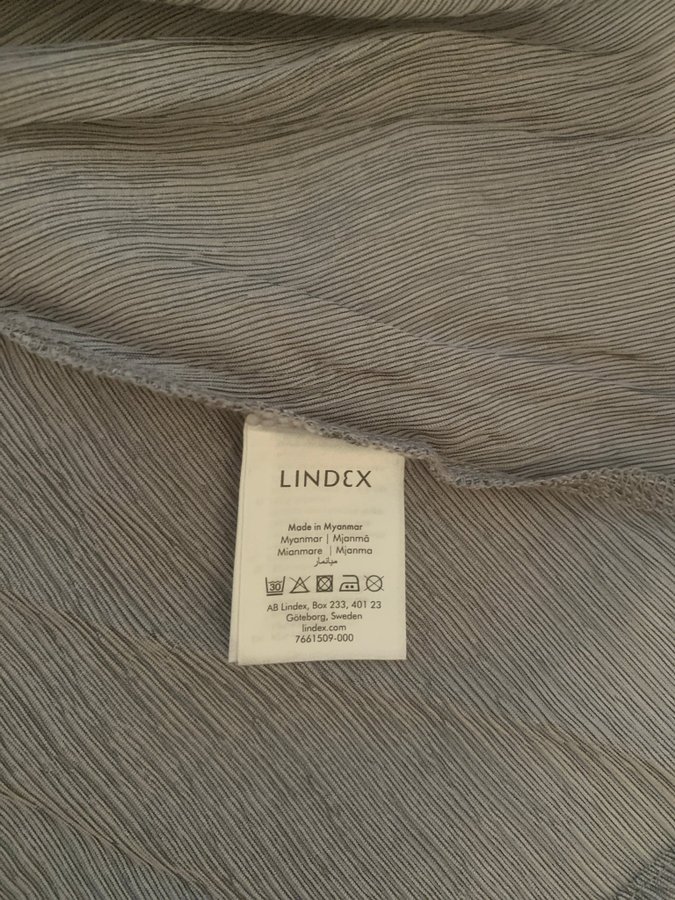 LINDEX
Made in Myanmar
Myanmar | Mjanmā
Mianmare | Mjanma
ميانمار
30
AB Lindex, Box 233, 401 23
Göteborg, Sweden
lindex.com
7661509-000